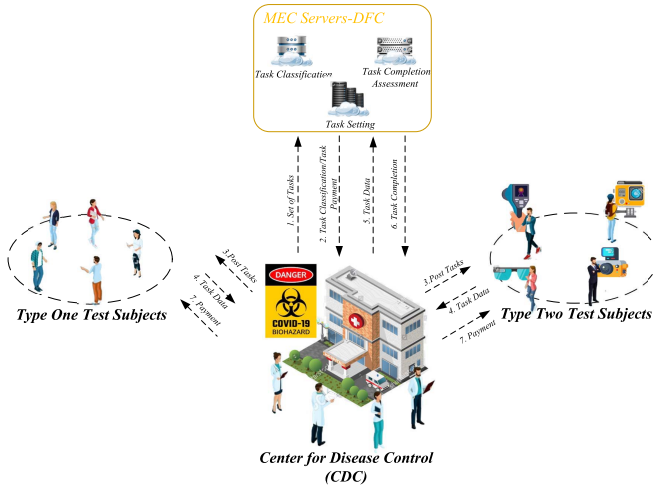 MEC Servers-DFC
Task Classification
Task Completion
Assessment
Task Setting
1. Set of Tasks
2. Task Classification/Task
Payment
5. Task Data
6. Task Completion
3.Post Tasks
4. Task Data
7. Payment
Type One Test Subjects
DANGER
COVID-19
BIOHAZARD
3.Post Tasks
4. Task Data
7. Payment
Type Two Test Subjects
Center for Disease Control
(CDC)